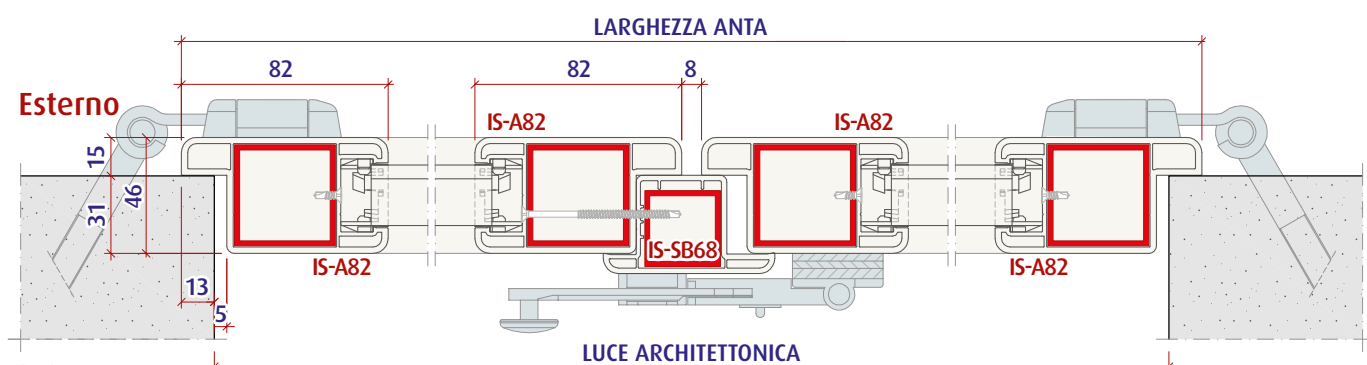 LARGHEZZA ANTA
82
82
8
Esterno
IS-A82
IS-A82
15
31
46
IS-SB68
IS-A82
IS-A82
13
5
LUCE ARCHITETTONICA